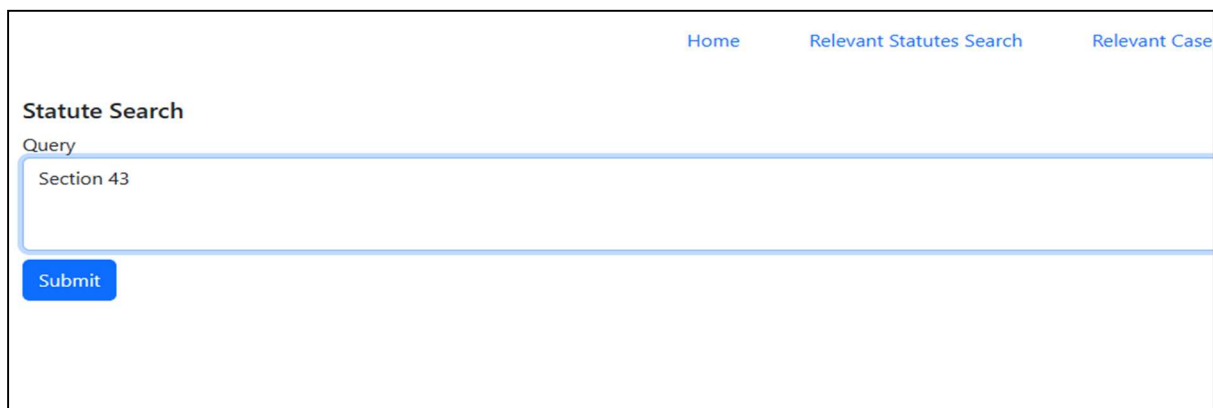 Home Relevant Statutes Search Relevant Case
Statute Search
Query
Section 43
Submit